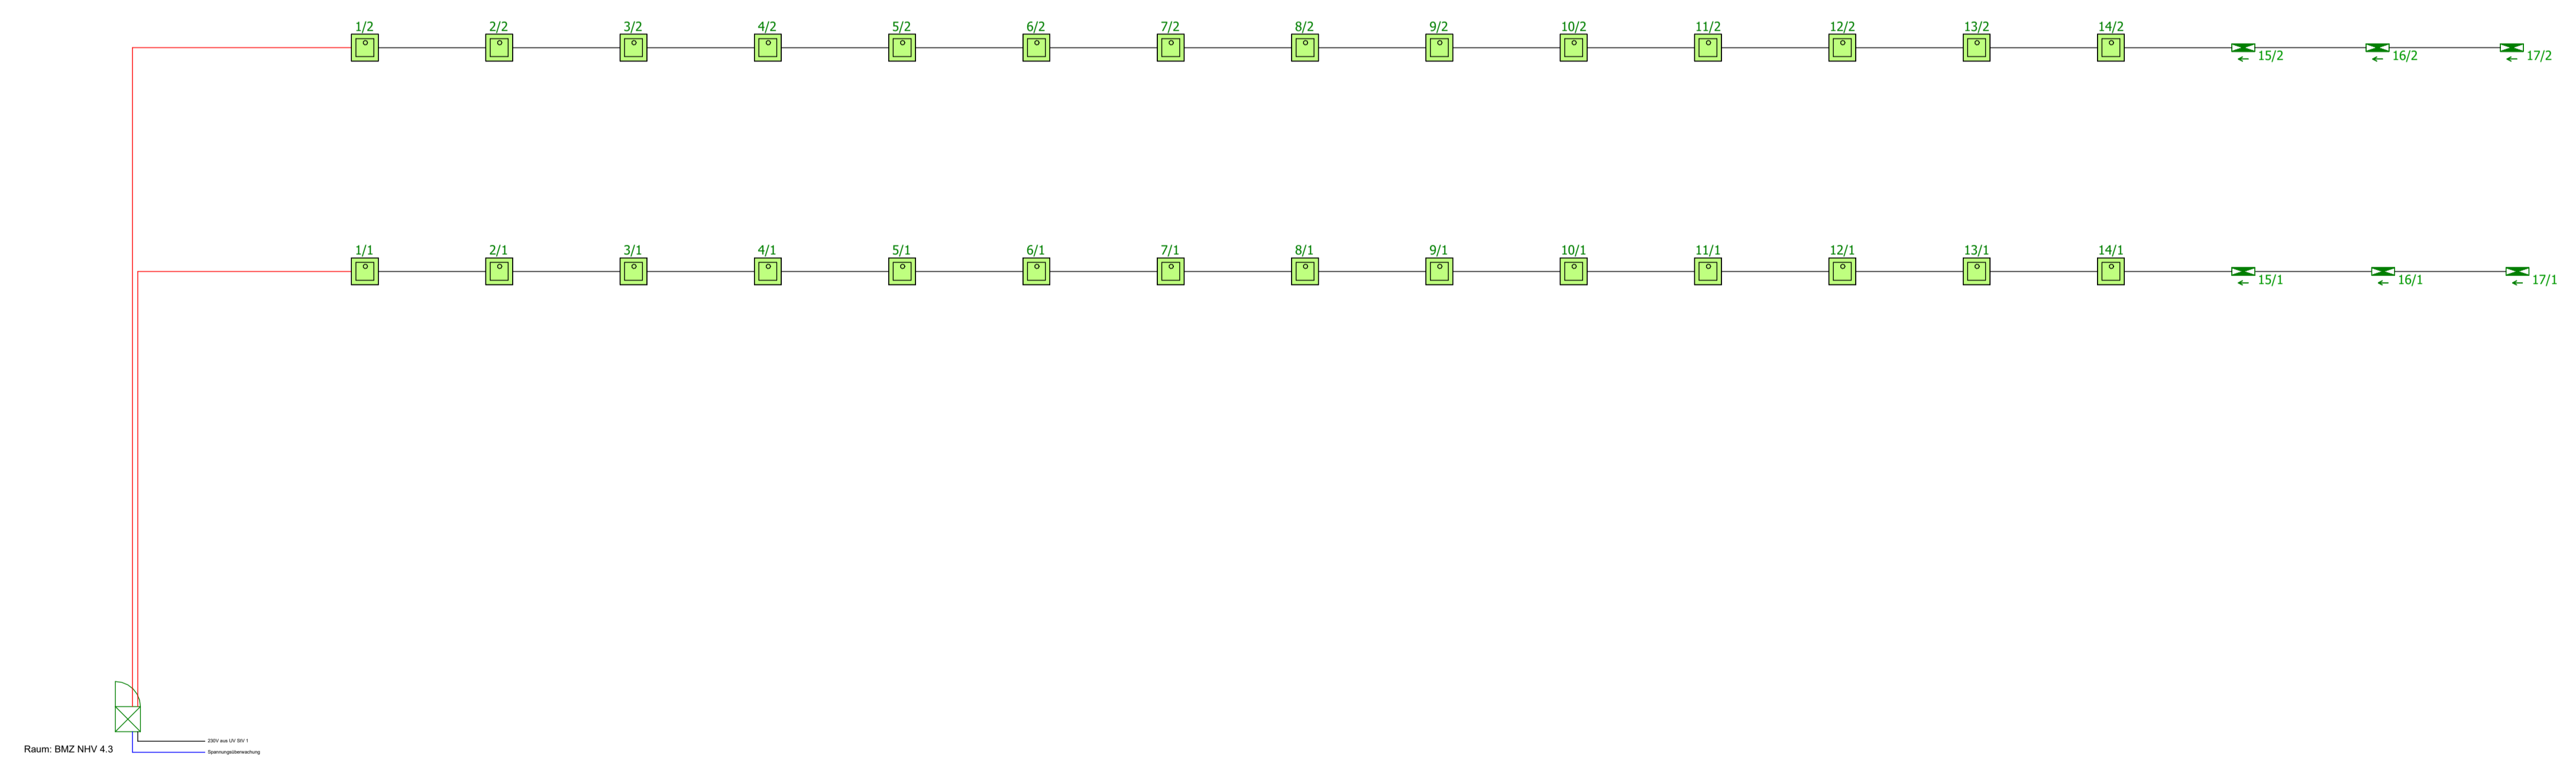 1/2 2/2 3/2 4/2 5/2 6/2 7/2 8/2 9/2 10/2 11/2 12/2 13/2 14/2
15/2 16/2 17/2
1/1 2/1 3/1 4/1 5/1 6/1 7/1 8/1 9/1 10/1 11/1 12/1 13/1 14/1
15/1 16/1 17/1
230V aus UV SIV 1
Raum: BMZ NHV 4.3
Spannungsüberwachung